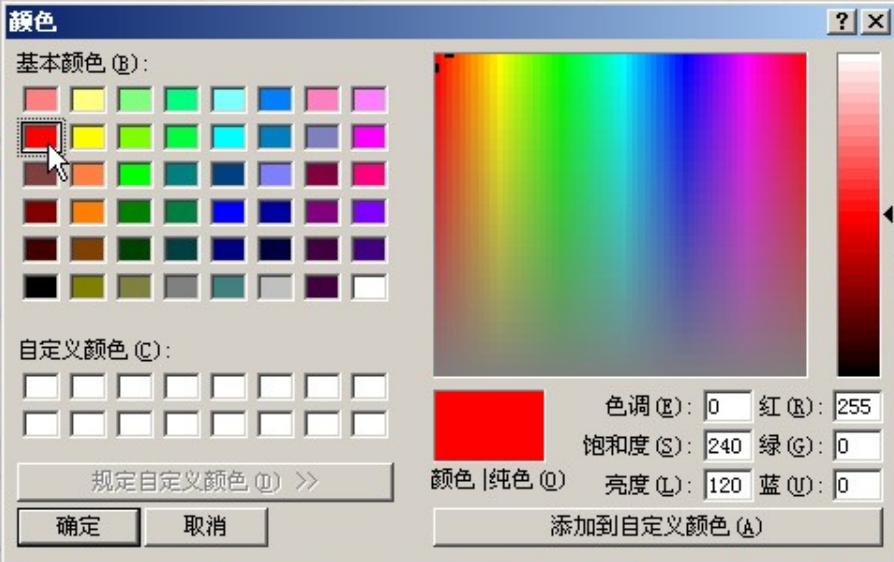 颜色
基本颜色(B):
自定义颜色(C):
规定自定义颜色(D) >>
确定 取消
色调(E): 0 红(R): 255
饱和度(S): 240 绿(G): 0
颜色|纯色(O) 亮度(L): 120 蓝(U): 0
添加到自定义颜色(A)